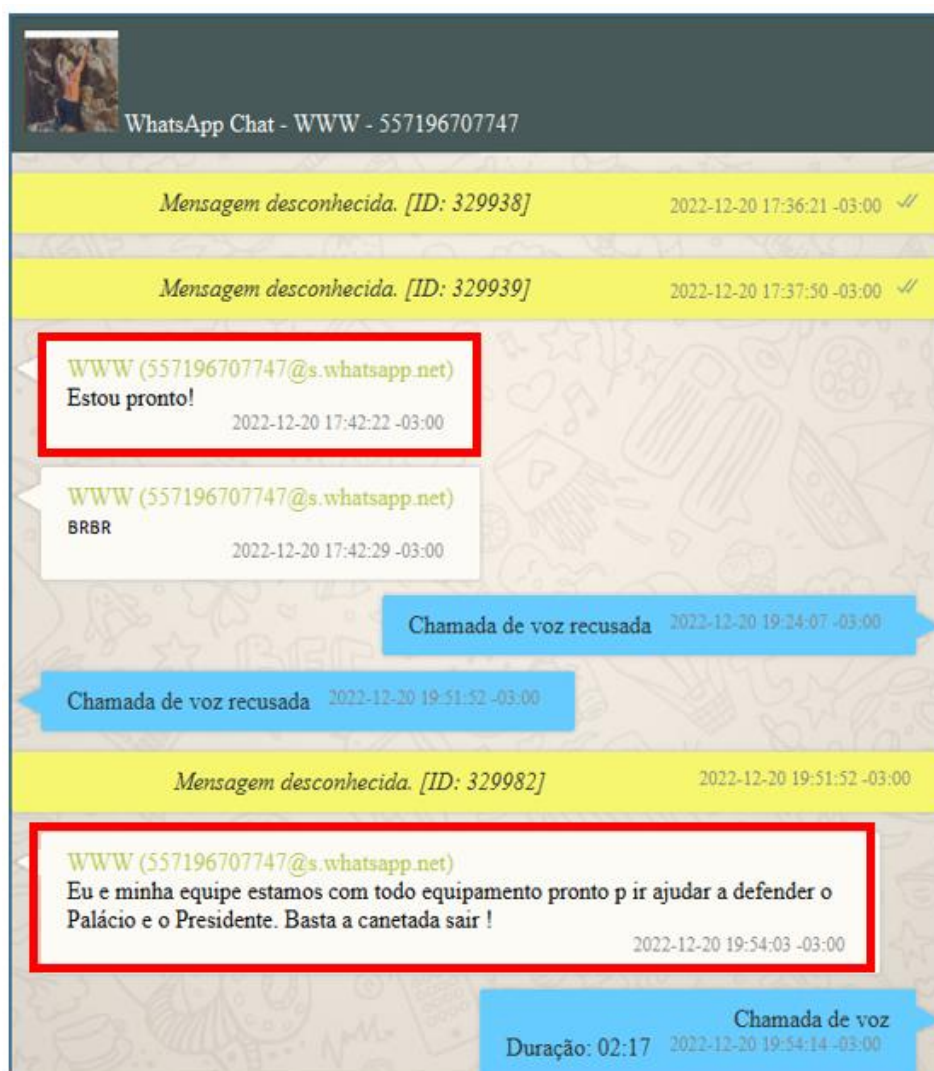 WhatsApp Chat - WWW - 557196707747
Mensagem desconhecida. [ID: 329938] 2022-12-20 17:36:21 -03:00
Mensagem desconhecida. [ID: 329939] 2022-12-20 17:37:50 -03:00
WWW (557196707747@s.whatsapp.net)
Estou pronto!
2022-12-20 17:42:22 -03:00
WWW (557196707747@s.whatsapp.net)
BRBR
2022-12-20 17:42:29 -03:00
Chamada de voz recusada 2022-12-20 19:24:07 -03:00
Chamada de voz recusada 2022-12-20 19:51:52 -03:00
Mensagem desconhecida. [ID: 329982] 2022-12-20 19:51:52 -03:00
WWW (557196707747@s.whatsapp.net)
Eu e minha equipe estamos com todo equipamento pronto p ir ajudar a defender o
Palácio e o Presidente. Basta a canetada sair !
2022-12-20 19:54:03 -03:00
Chamada de voz
Duração: 02:17 2022-12-20 19:54:14 -03:00